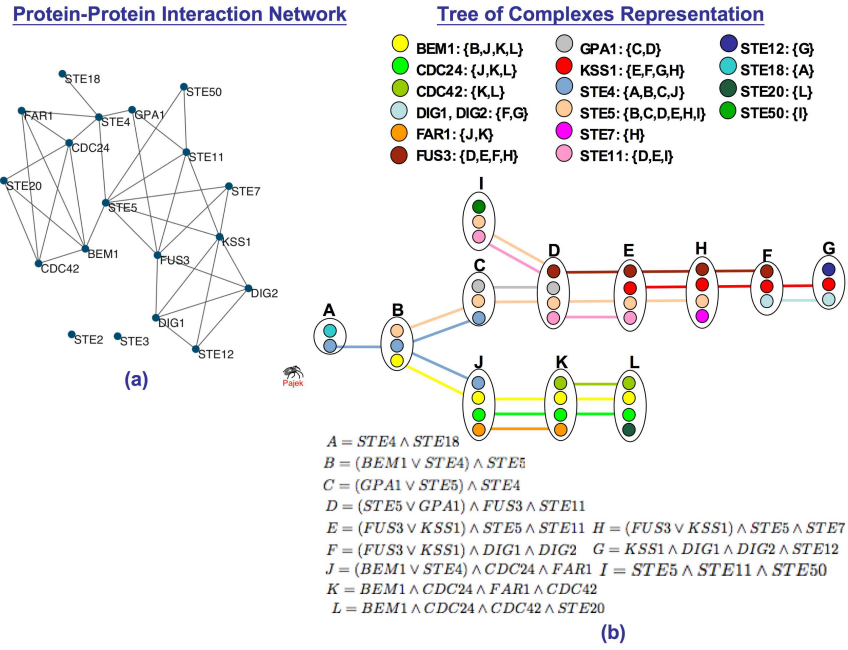 Protein-Protein Interaction Network
Tree of Complexes Representation
STE18
STE50
FAR1
STE4
GPA1
CDC24
STE11
STE20
STE7
STE5
KSS1
BEM1
FUS3
CDC42
DIG2
DIG1
STE2
STE3
STE12
(a)
Pajek
BEM1: {B,J,K,L}
CDC24: {J,K,L}
CDC42: {K,L}
DIG1, DIG2: {F,G}
FAR1: {J,K}
FUS3: {D,E,F,H}
GPA1: {C,D}
KSS1: {E,F,G,H}
STE4: {A,B,C,J}
STE5: {B,C,D,E,H,I}
STE7: {H}
STE11: {D,E,I}
STE12: {G}
STE18: {A}
STE20: {L}
STE50: {I}
I
D
E
H
F
G
C
A
B
J
K
L
A = STE4 ∧ STE18
B = (BEM1 ∨ STE4) ∧ STE5
C = (GPA1 ∨ STE5) ∧ STE4
D = (STE5 ∨ GPA1) ∧ FUS3 ∧ STE11
E = (FUS3 ∨ KSS1) ∧ STE5 ∧ STE11 H = (FUS3 ∨ KSS1) ∧ STE5 ∧ STE7
F = (FUS3 ∨ KSS1) ∧ DIG1 ∧ DIG2 G = KSS1 ∧ DIG1 ∧ DIG2 ∧ STE12
J = (BEM1 ∨ STE4) ∧ CDC24 ∧ FAR1 I = STE5 ∧ STE11 ∧ STE50
K = BEM1 ∧ CDC24 ∧ FAR1 ∧ CDC42
L = BEM1 ∧ CDC24 ∧ CDC42 ∧ STE20
(b)